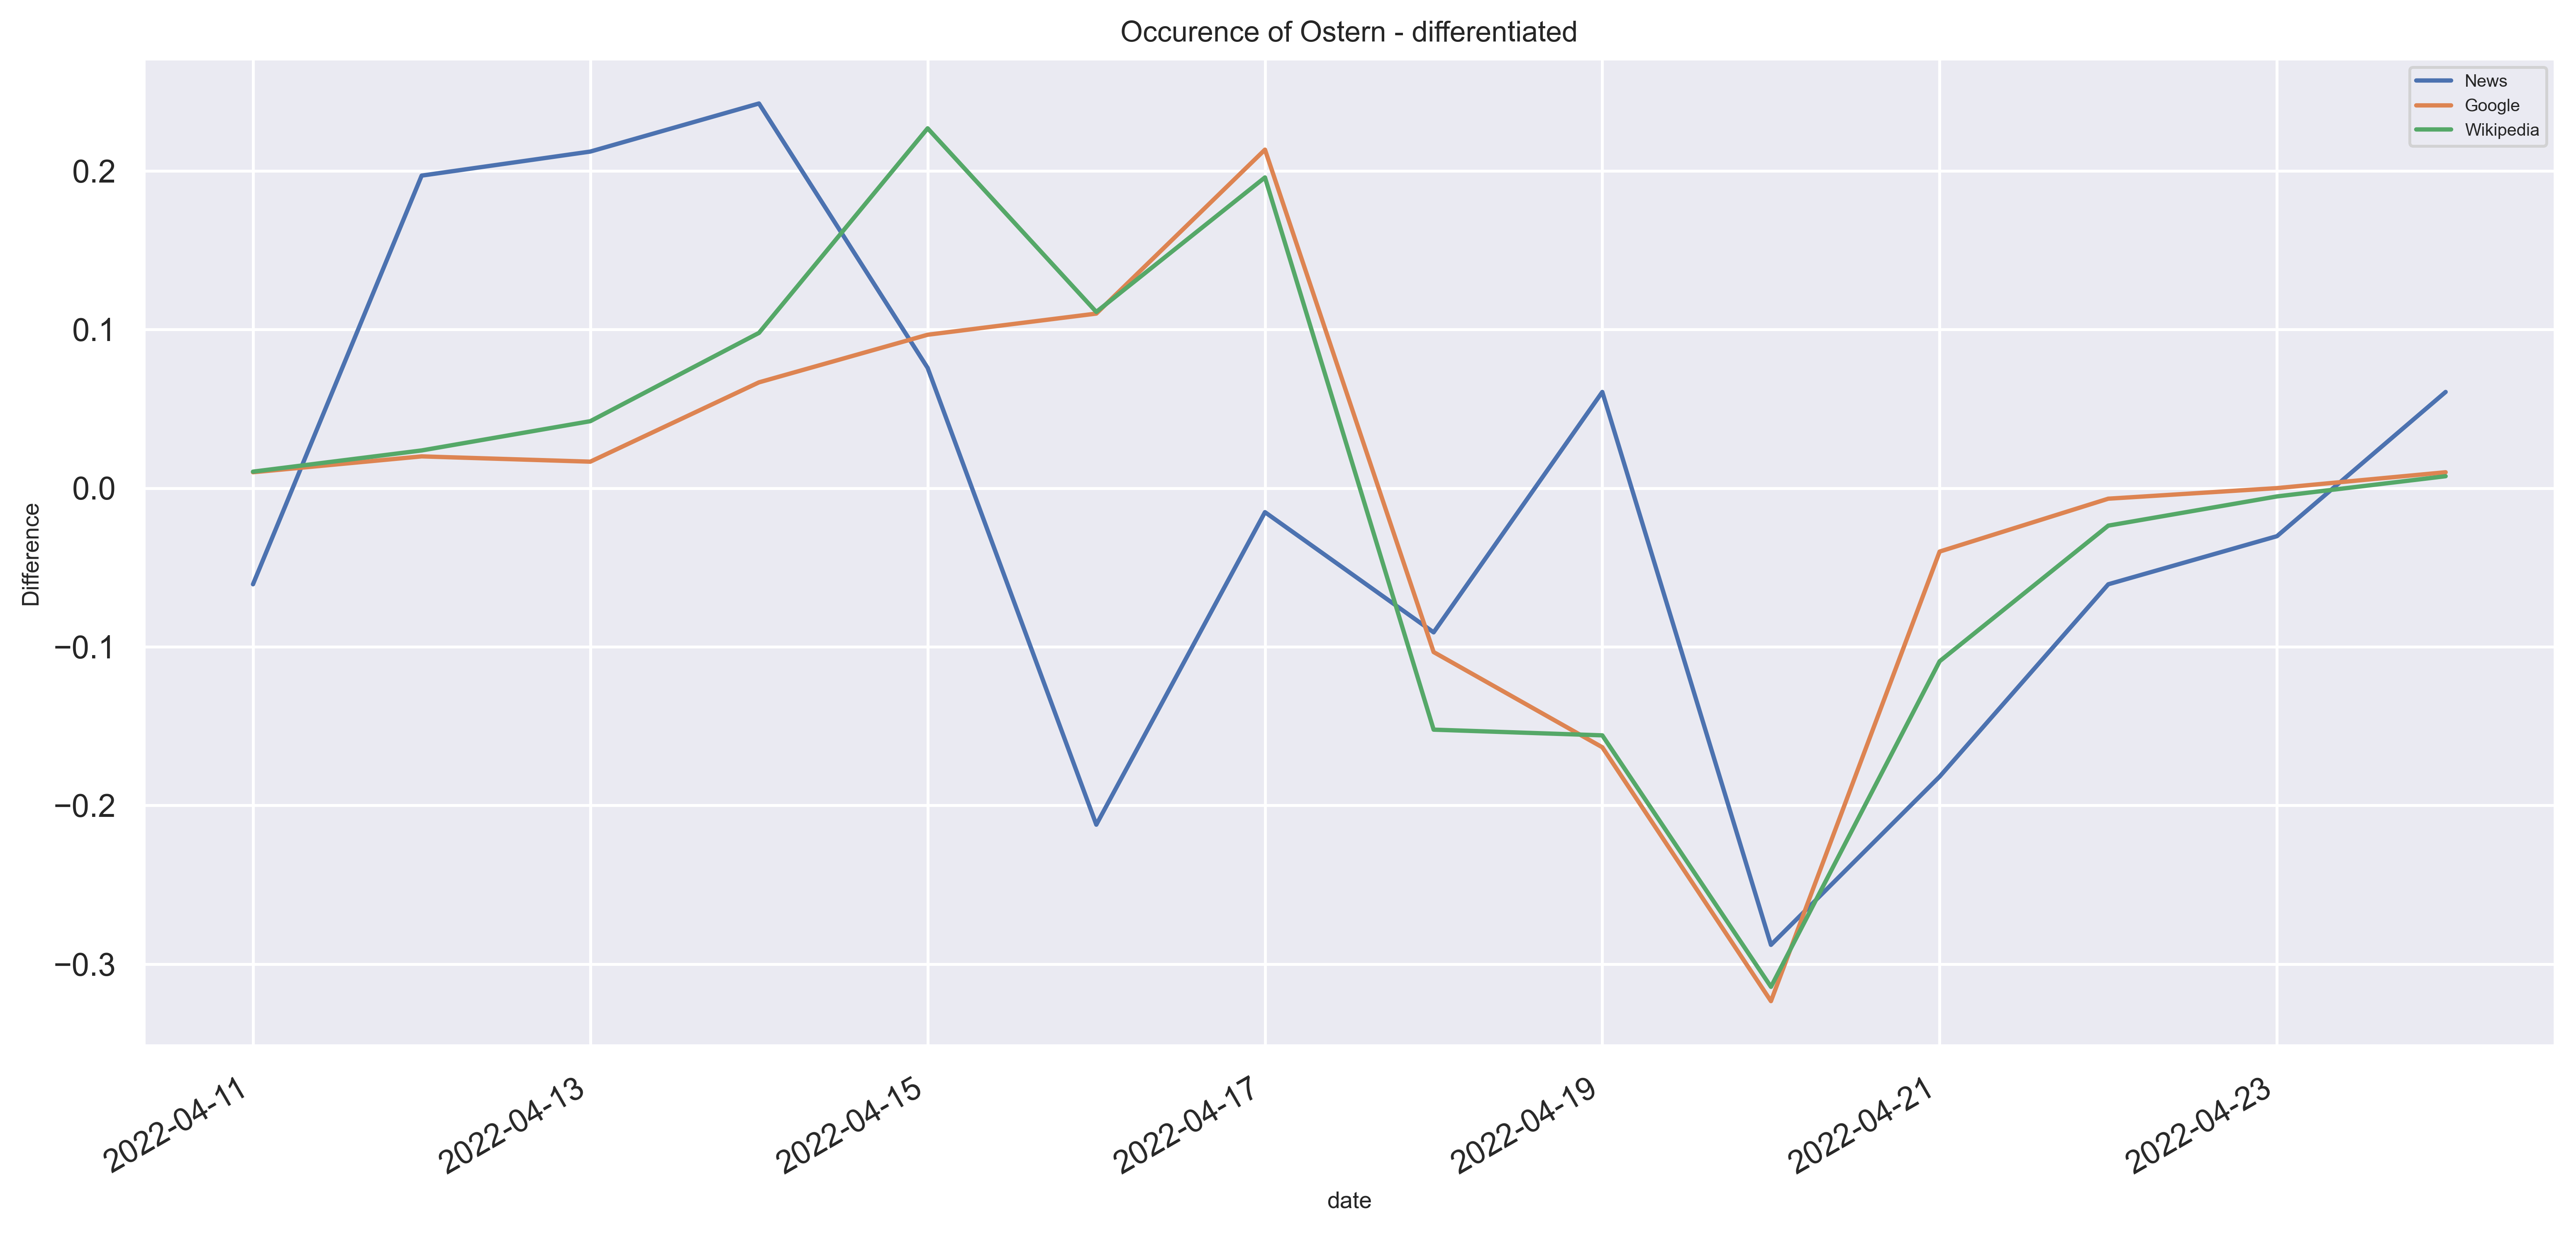 Occurence of Ostern - differentiated
News
Google
Wikipedia
0.2
0.1
0.0
−0.1
−0.2
−0.3
Difference
2022-04-11
2022-04-13
2022-04-15
2022-04-17
2022-04-19
2022-04-21
2022-04-23
date